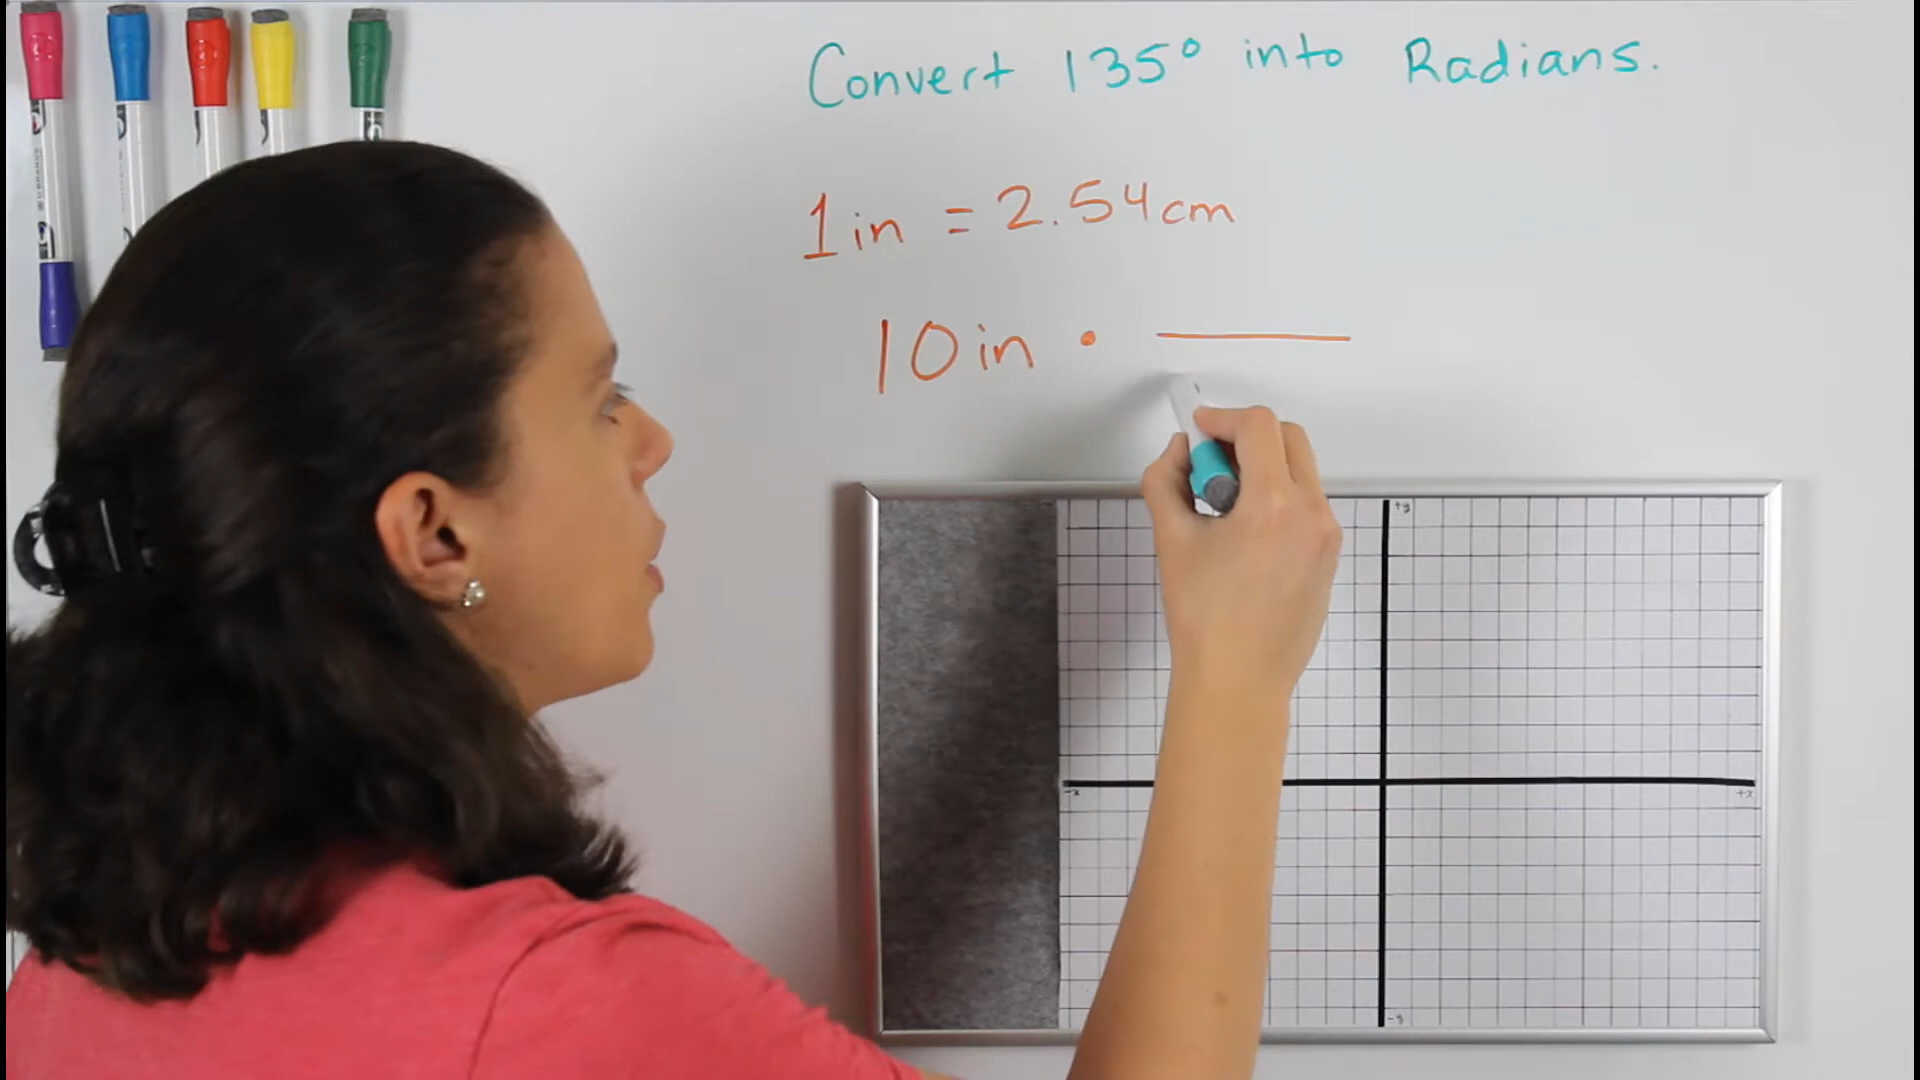 Convert 135° into Radians.
1in = 2.54cm
10in •
+y
-x
+x
-y